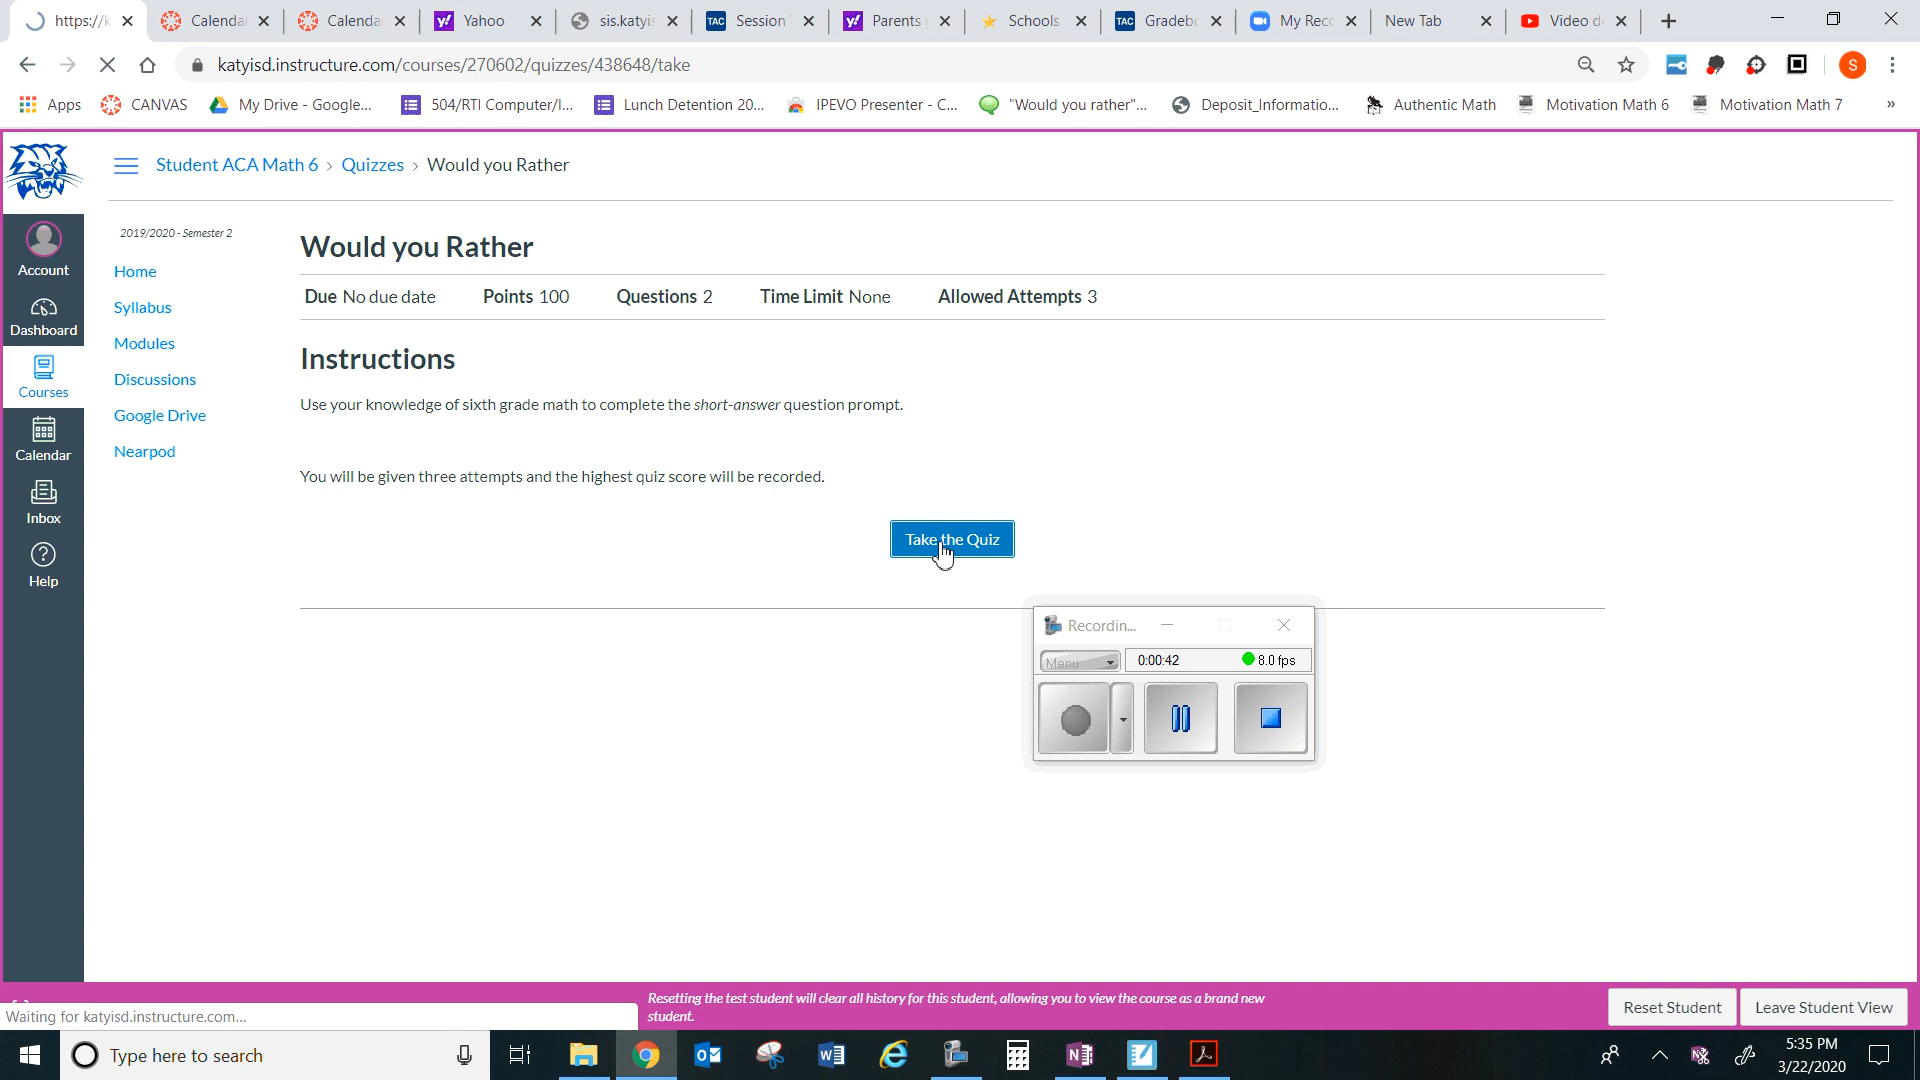 https://k
Calenda
Calenda
Yahoo
sis.katyis
TAC Session
Parents
Schools
TAC Gradebo
My Rec
New Tab
Video d
katyisd.instructure.com/courses/270602/quizzes/438648/take
S
Apps
CANVAS
My Drive - Google...
504/RTI Computer/I...
Lunch Detention 20...
IPEVO Presenter - C...
"Would you rather"...
Deposit_Informatio...
Authentic Math
Motivation Math 6
Motivation Math 7
»
Student ACA Math 6 › Quizzes › Would you Rather
2019/2020 - Semester 2
Home
Syllabus
Modules
Discussions
Google Drive
Nearpod
Account
Dashboard
Courses
Calendar
Inbox
Help
Would you Rather
Due No due date Points 100 Questions 2 Time Limit None Allowed Attempts 3
Instructions
Use your knowledge of sixth grade math to complete the short-answer question prompt.
You will be given three attempts and the highest quiz score will be recorded.
Take the Quiz
Recordin...
Menu
0:00:42
8.0 fps
Resetting the test student will clear all history for this student, allowing you to view the course as a brand new
student.
Reset Student
Leave Student View
Waiting for katyisd.instructure.com...
Type here to search
5:35 PM
3/22/2020